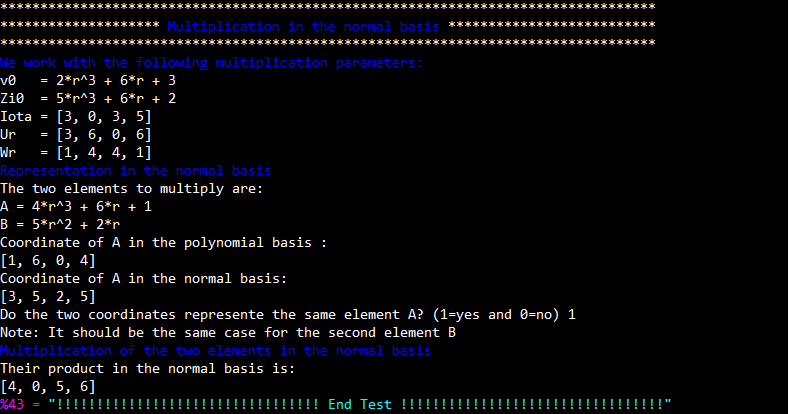 **********************************************************************************
******************** Multiplication in the normal basis **************************
**********************************************************************************
We work with the following multiplication parameters:
v0   = 2*r^3 + 6*r + 3
Zi0  = 5*r^3 + 6*r + 2
Iota = [3, 0, 3, 5]
Ur   = [3, 6, 0, 6]
Wr   = [1, 4, 4, 1]
Representation in the normal basis
The two elements to multiply are:
A = 4*r^3 + 6*r + 1
B = 5*r^2 + 2*r
Coordinate of A in the polynomial basis :
[1, 6, 0, 4]
Coordinate of A in the normal basis:
[3, 5, 2, 5]
Do the two coordinates represente the same element A? (1=yes and 0=no) 1
Note: It should be the same case for the second element B
Multiplication of the two elements in the normal basis
Their product in the normal basis is:
[4, 0, 5, 6]
%43 = "!!!!!!!!!!!!!!!!!!!!!!!!!!!!!!!!! End Test !!!!!!!!!!!!!!!!!!!!!!!!!!!!!!!!!"